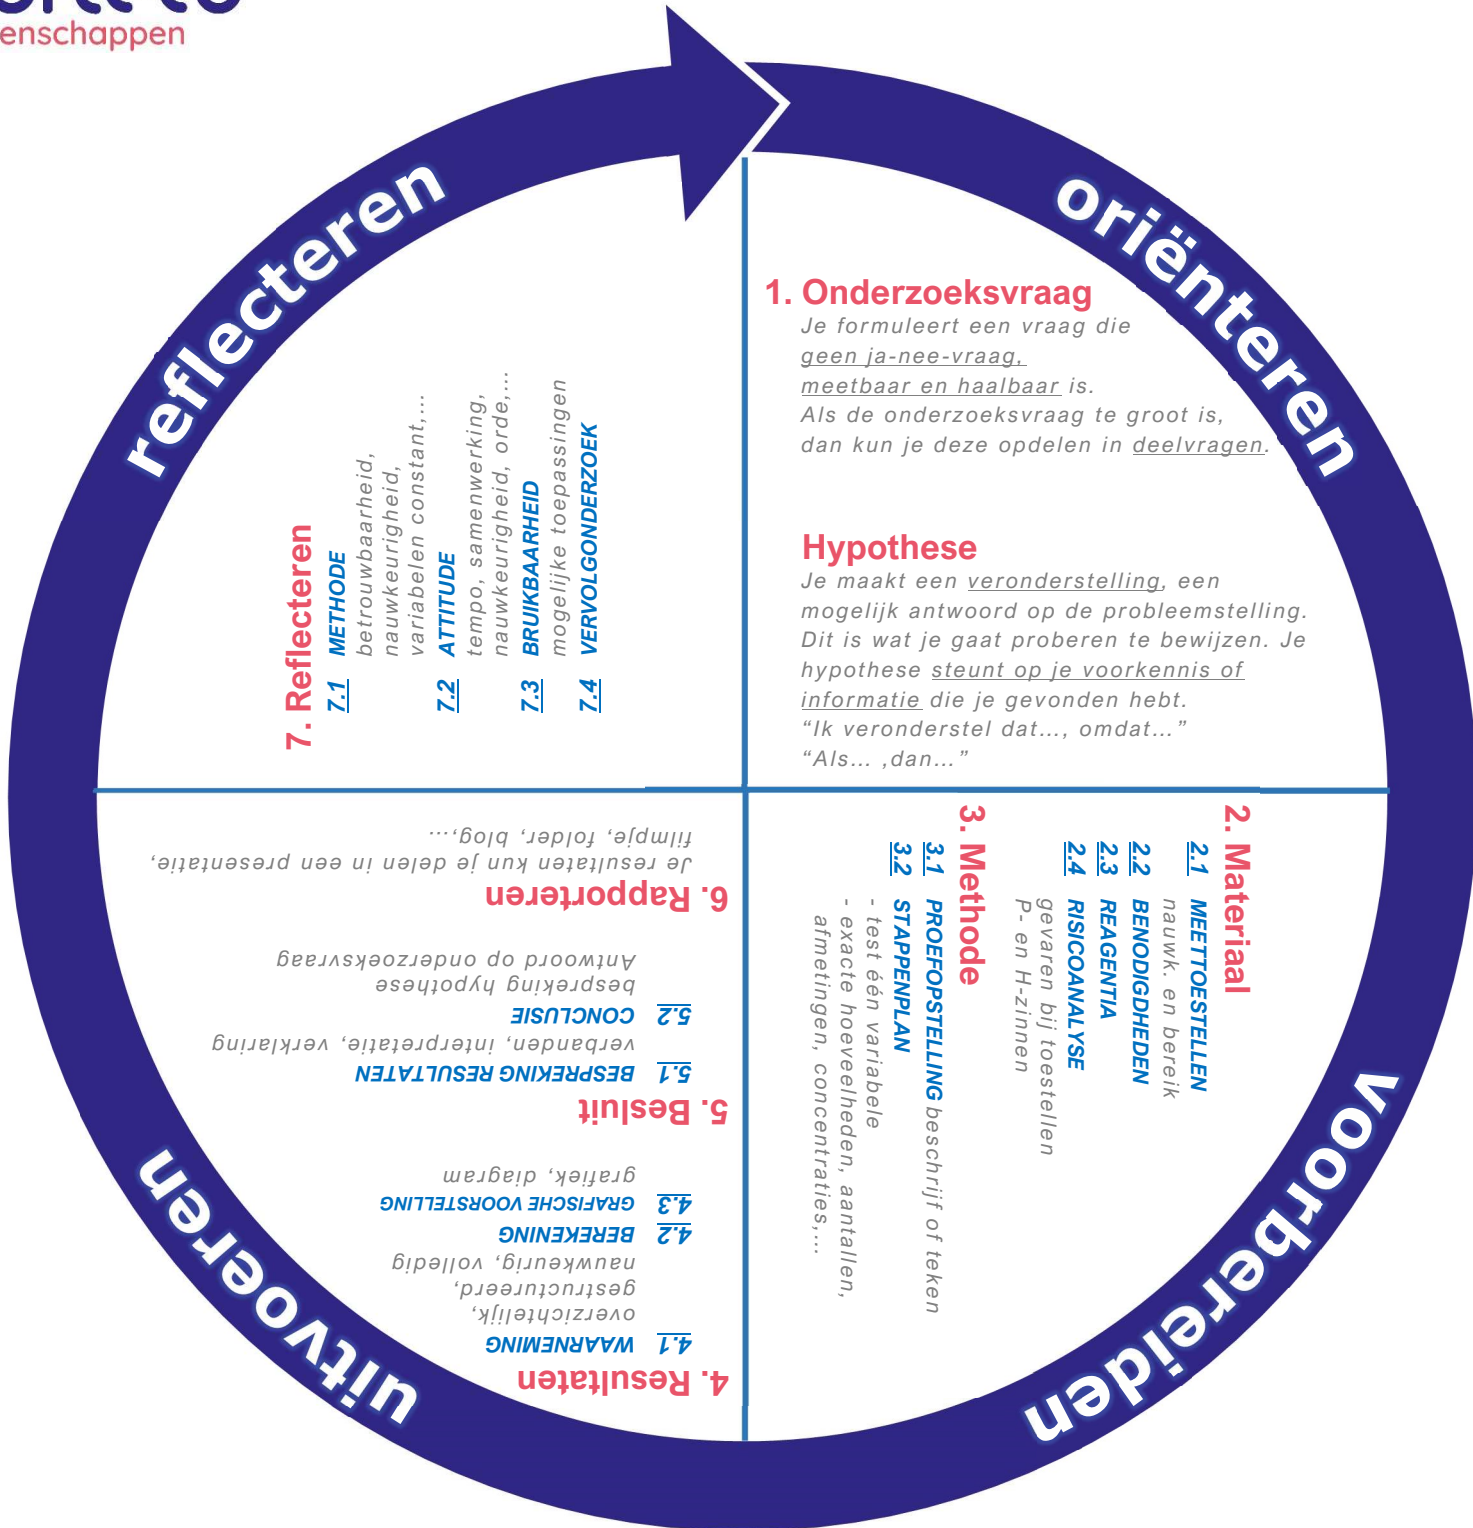 enschappen
oriënteren
1. Onderzoeksvraag
Je formuleert een vraag die
geen ja-nee-vraag,
meetbaar en haalbaar is.
Als de onderzoeksvraag te groot is,
dan kun je deze opdelen in deelvragen.
Hypothese
Je maakt een veronderstelling, een
mogelijk antwoord op de probleemstelling.
Dit is wat je gaat proberen te bewijzen. Je
hypothese steunt op je voorkennis of
informatie die je gevonden hebt.
“Ik veronderstel dat…, omdat…”
“Als… ,dan…”
voorbereiden
2. Materiaal
2.1 MEETTOESTELLEN
nauwk. en bereik
2.2 BENODIGDHEDEN
2.3 REAGENTIA
2.4 RISICOANALYSE
gevaren bij toestellen
P- en H-zinnen
3. Methode
3.1 PROEFOPSTELLING beschrijf of teken
3.2 STAPPENPLAN
- test één variabele
- exacte hoeveelheden, aantallen,
afmetingen, concentraties,…
uitvoeren
4. Resultaten
4.1 WAARNEMING
overzichtelijk,
gestructureerd,
nauwkeurig, volledig
4.2 BEREKENING
4.3 GRAFISCHE VOORSTELLING
grafiek, diagram
5. Besluit
5.1 BESPREKING RESULTATEN
verbanden, interpretatie, verklaring
5.2 CONCLUSIE
bespreking hypothese
Antwoord op onderzoeksvraag
6. Rapporteren
Je resultaten kun je delen in een presentatie,
filmpje, folder, blog,…
reflecteren
7. Reflecteren
7.1 METHODE
betrouwbaarheid,
nauwkeurigheid,
variabelen constant,…
7.2 ATTITUDE
tempo, samenwerking,
nauwkeurigheid, orde,…
7.3 BRUIKBAARHEID
mogelijke toepassingen
7.4 VERVOLGONDERZOEK